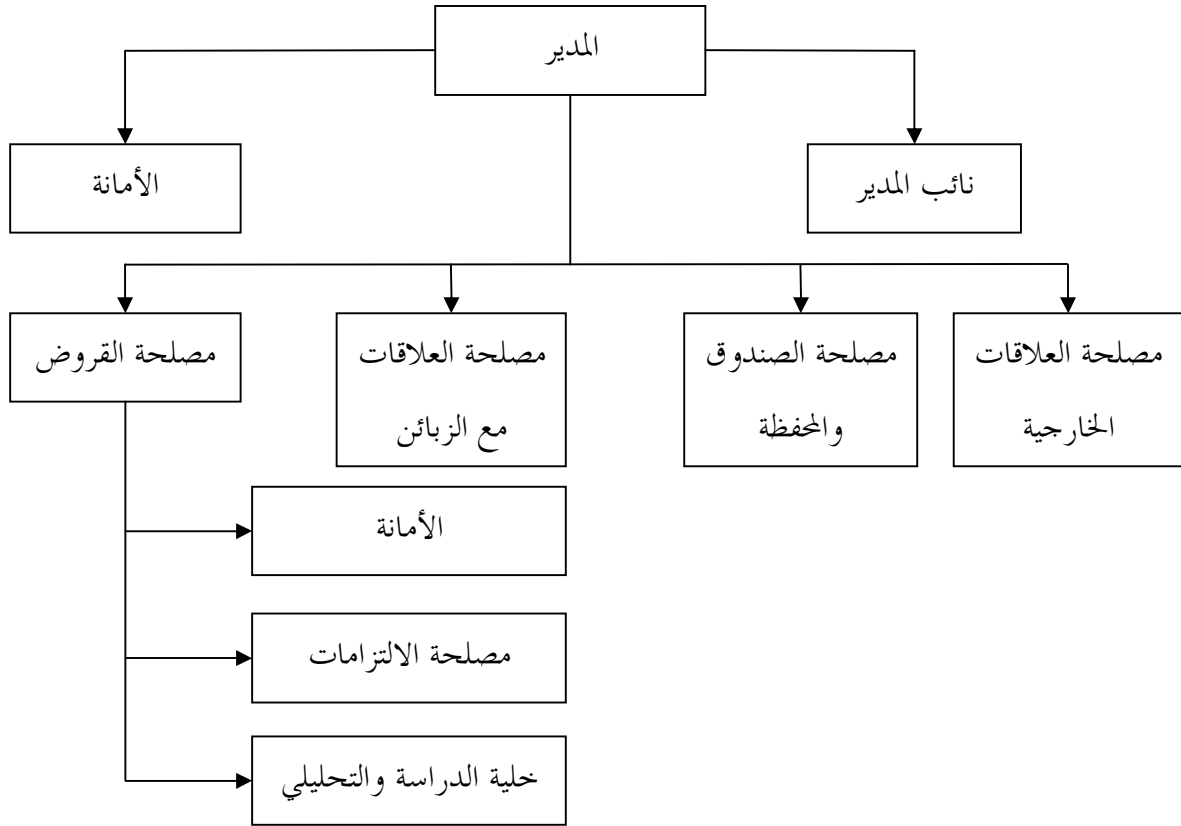 المدير
نائب المدير
الأمانة
مصلحة العلاقات
الخارجية
مصلحة الصندوق
والمحفظة
مصلحة العلاقات
مع الزبائن
مصلحة القروض
الأمانة
مصلحة الالتزامات
خلية الدراسة والتحليلي